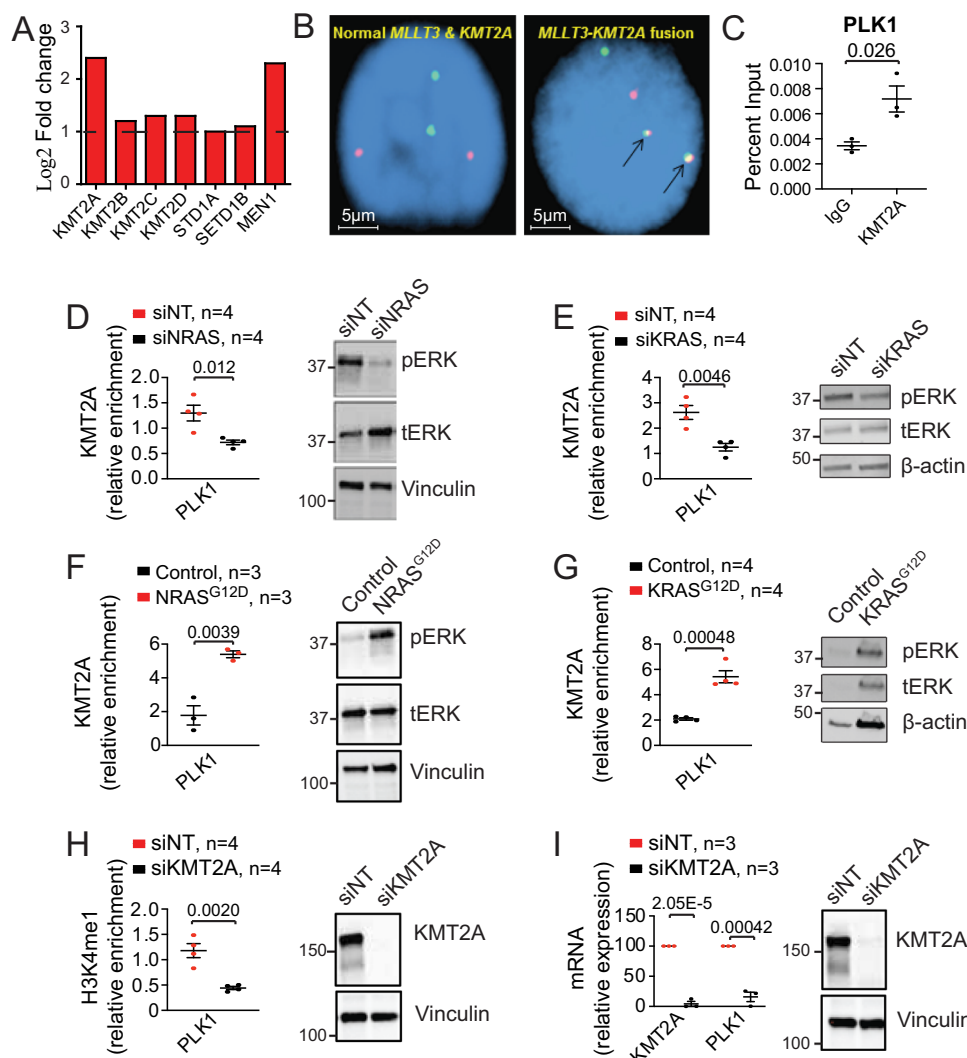 A
Log2 Fold change
3
2
1
0
KMT2A
KMT2B
KMT2C
KMT2D
STD1A
SETD1B
MEN1
B
Normal MLLT3 & KMT2A
5µm
MLLT3-KMT2A fusion
5µm
C
PLK1
0.026
Percent Input
0.010
0.008
0.006
0.004
0.002
0.000
IgG
KMT2A
D
siNT, n=4
siNRAS, n=4
0.012
KMT2A
(relative enrichment)
2.0
1.5
1.0
0.5
0.0
PLK1
siNT
siNRAS
37
pERK
37
tERK
100
Vinculin
E
siNT, n=4
siKRAS, n=4
0.0046
KMT2A
(relative enrichment)
4
3
2
1
0
PLK1
siNT
siKRAS
37
pERK
37
tERK
50
β-actin
F
Control, n=3
NRASG12D, n=3
0.0039
KMT2A
(relative enrichment)
6
4
2
0
PLK1
Control
NRASG12D
37
pERK
37
tERK
100
Vinculin
G
Control, n=4
KRASG12D, n=4
0.00048
KMT2A
(relative enrichment)
8
6
4
2
0
PLK1
Control
KRASG12D
37
pERK
37
tERK
50
β-actin
H
siNT, n=4
siKMT2A, n=4
0.0020
H3K4me1
(relative enrichment)
2.0
1.5
1.0
0.5
0.0
PLK1
siNT
siKMT2A
150
KMT2A
100
Vinculin
I
siNT, n=3
siKMT2A, n=3
2.05E-5
0.00042
mRNA
(relative expression)
150
100
50
25
0
KMT2A
PLK1
siNT
siKMT2A
150
KMT2A
100
Vinculin